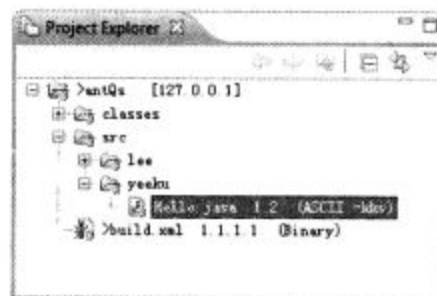 Project Explorer
>antQs [127.0.0.1]
classes
src
lee
yeeku
Hello.java 1.2 (ASCII -kkv)
>build.xml 1.1.1.1 (Binary)